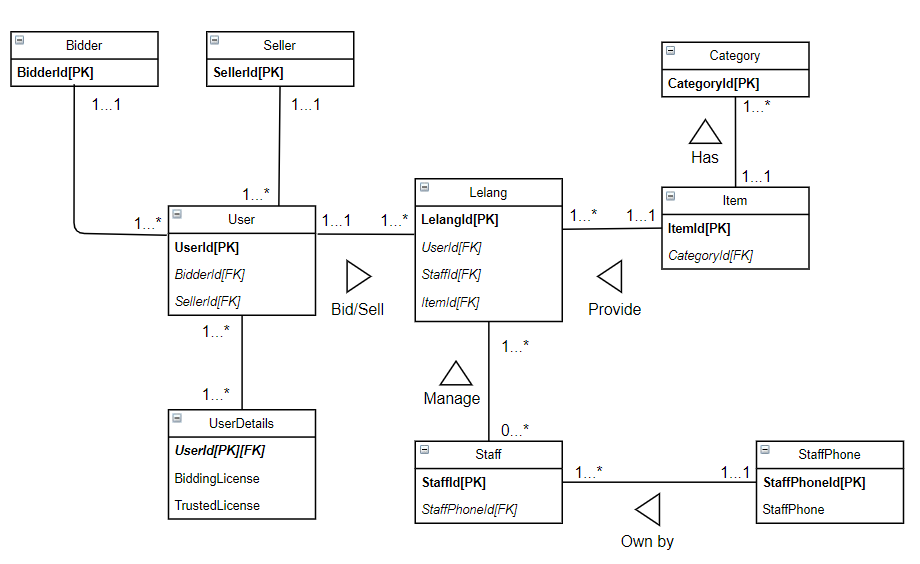 Bidder
BidderId[PK]
Seller
SellerId[PK]
Category
CategoryId[PK]
1...1
1...1
1...*
Has
1...*
1...*
User
UserId[PK]
BidderId[FK]
SellerId[FK]
1...1
1...*
Bid/Sell
Lelang
LelangId[PK]
UserId[FK]
StaffId[FK]
ItemId[FK]
1...*
1...1
Provide
1...1
Item
ItemId[PK]
CategoryId[FK]
1...*
1...*
UserDetails
UserId[PK][FK]
BiddingLicense
TrustedLicense
1...*
Manage
0...*
Staff
StaffId[PK]
StaffPhoneId[FK]
1...*
1...1
Own by
StaffPhone
StaffPhoneId[PK]
StaffPhone